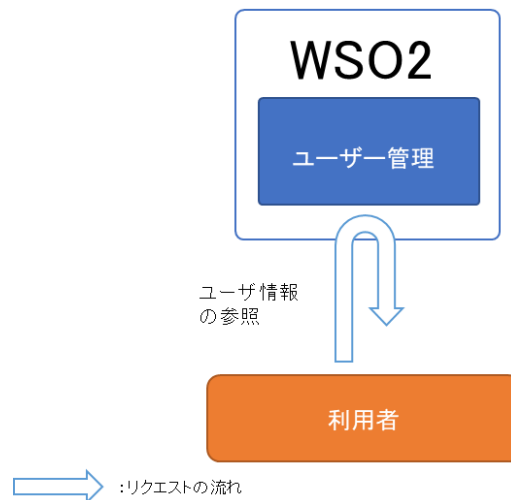 WSO2
ユーザー管理
ユーザ情報
の参照
利用者
:リクエストの流れ